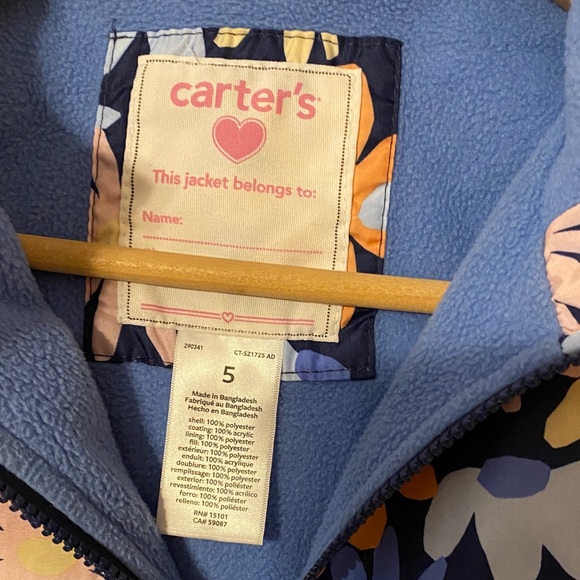 carter's
This jacket belongs to:
Name:
290341 CT-SZ1725 AD
5
Made in Bangladesh
Fabriqué au Bangladesh
Hecho en Bangladesh
shell: 100% polyester
coating: 100% acrylic
lining: 100% polyester
fill: 100% polyester
extérieur: 100% polyester
enduit: 100% acrylique
doublure: 100% polyester
remplissage: 100% polyester
exterior: 100% poliéster
revestimiento: 100% acrílico
forro: 100% poliéster
relleno: 100% poliéster
RN# 15101
CA# 59087